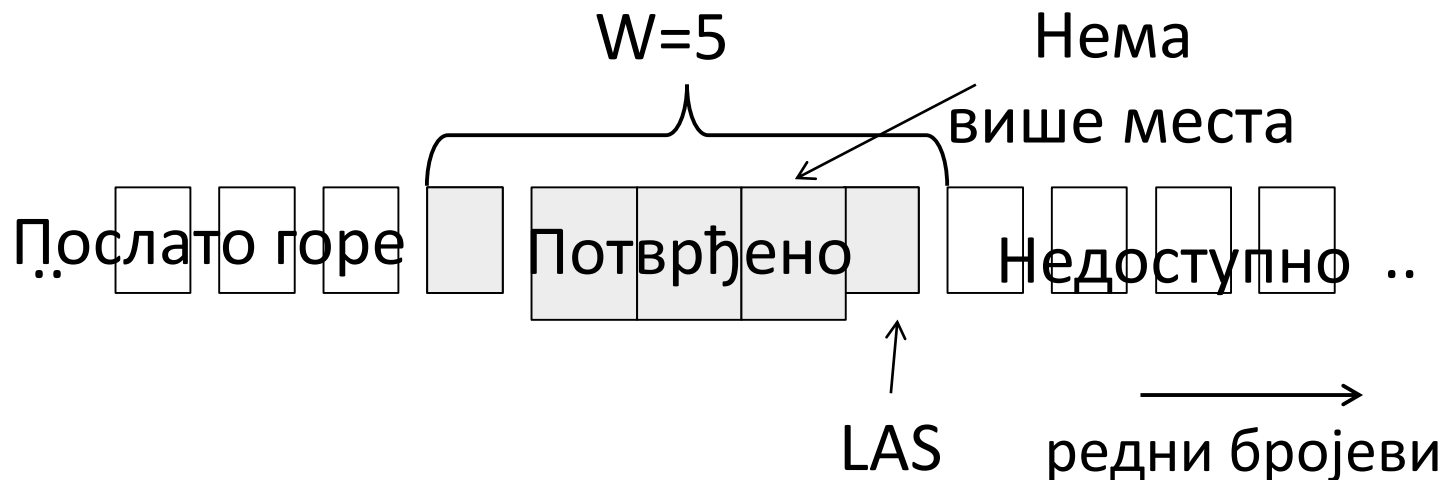 W=5
Нема
више места
Послато горе
Потврђено
Недоступно
..
..
LAS
редни бројеви